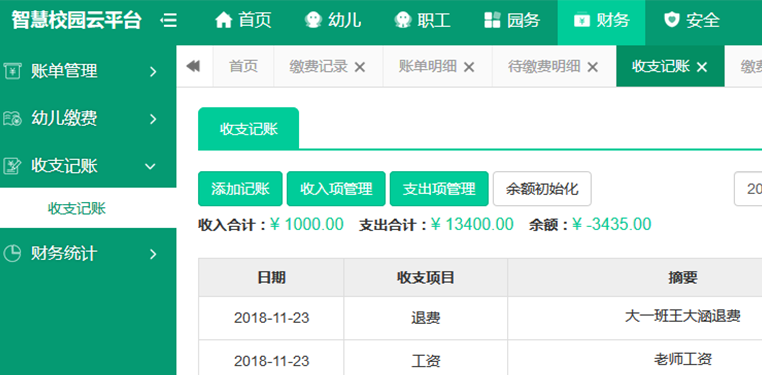 智慧校园云平台 首页 幼儿 职工 园务 财务 安全
账单管理
幼儿缴费
收支记账
收支记账
财务统计
首页 缴费记录 账单明细 待缴费明细 收支记账 缴
收支记账
添加记账 收入项管理 支出项管理 余额初始化 20
收入合计：¥ 1000.00 支出合计：¥ 13400.00 余额：¥ -3435.00
日期 收支项目 摘要
2018-11-23 退费 大一班王大涵退费
2018-11-23 工资 老师工资